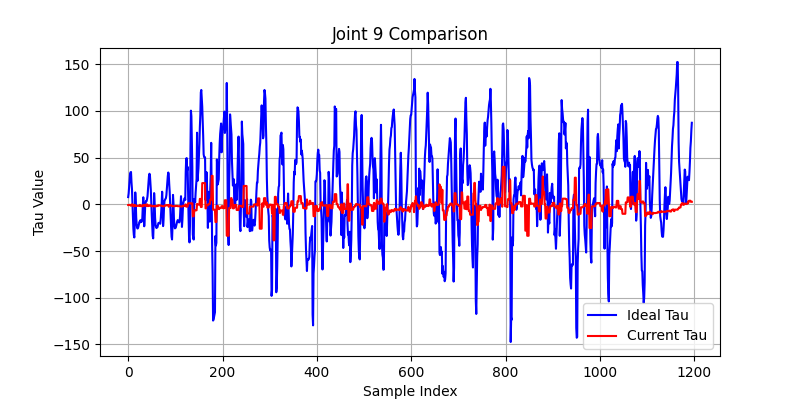 Joint 9 Comparison
Tau Value
150
100
50
0
−50
−100
−150
0 200 400 600 800 1000 1200
Sample Index
Ideal Tau
Current Tau